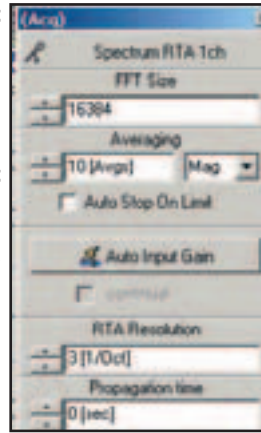 (Acq)
Spectrum RTA 1ch
FFT Size
16384
Averaging
10 [Avgs] Mag
Auto Stop On Limit
Auto Input Gain
continual
RTA Resolution
3 [1/Oct]
Propagation time
0 [sec]